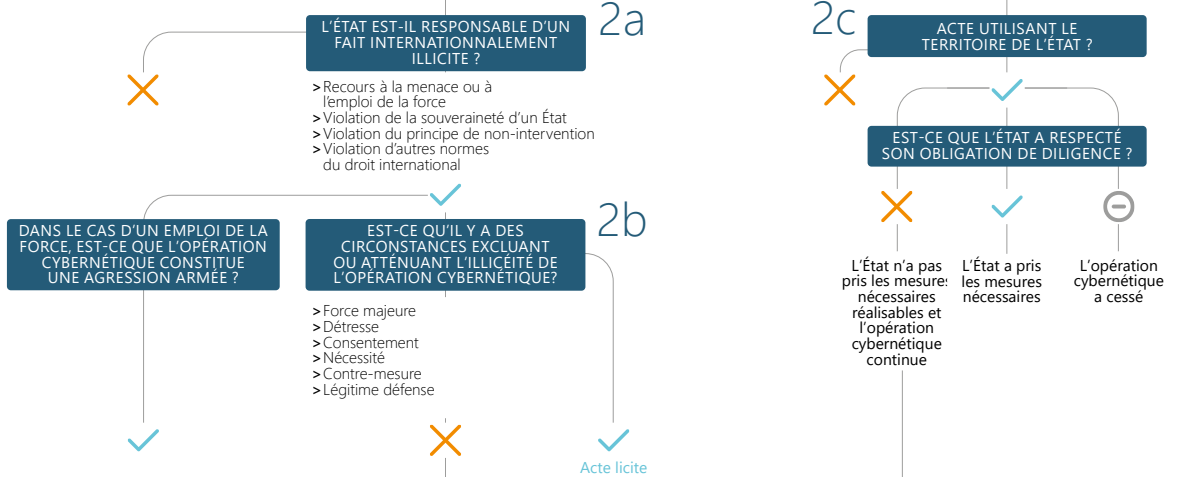 2a
L'ÉTAT EST-IL RESPONSABLE D'UN
FAIT INTERNATIONNALEMENT
ILLICITE ?
> Recours à la menace ou à
l'emploi de la force
> Violation de la souveraineté d'un État
> Violation du principe de non-intervention
> Violation d'autres normes
du droit international
DANS LE CAS D'UN EMPLOI DE LA
FORCE, EST-CE QUE L'OPÉRATION
CYBERNÉTIQUE CONSTITUE
UNE AGRESSION ARMÉE ?
2b
EST-CE QU'IL Y A DES
CIRCONSTANCES EXCLUANT
OU ATTÉNUANT L'ILLICÉITÉ DE
L'OPÉRATION CYBERNÉTIQUE?
> Force majeure
> Détresse
> Consentement
> Nécessité
> Contre-mesure
> Légitime défense
Acte licite
2c
ACTE UTILISANT LE
TERRITOIRE DE L'ÉTAT ?
EST-CE QUE L'ÉTAT A RESPECTÉ
SON OBLIGATION DE DILIGENCE ?
L'État n'a pas
pris les mesures
nécessaires
réalisables et
l'opération
cybernétique
continue
L'État a pris
les mesures
nécessaires
L'opération
cybernétique
a cessé